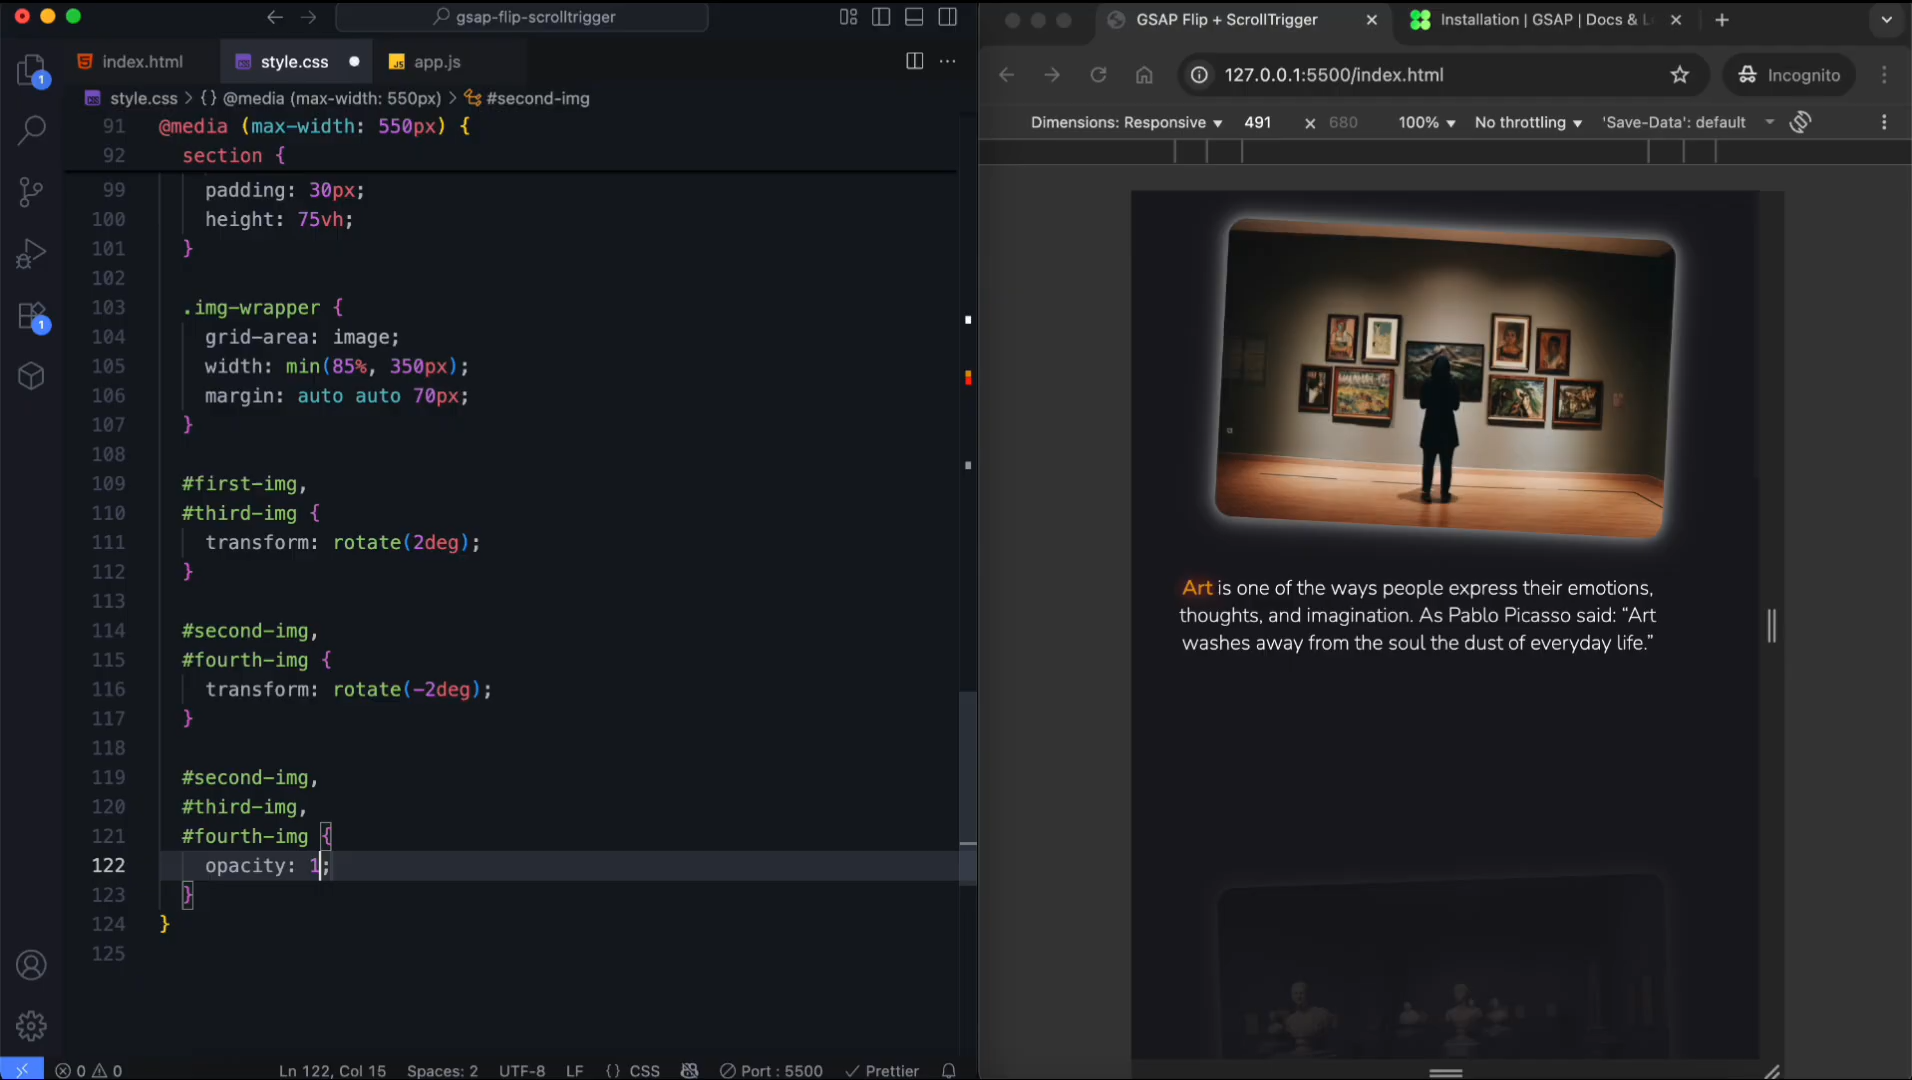 gsap-flip-scrolltrigger
index.html
style.css
app.js
style.css > {} @media (max-width: 550px) > #second-img
91 @media (max-width: 550px) {
92 section {
99 padding: 30px;
100 height: 75vh;
101 }
102
103 .img-wrapper {
104 grid-area: image;
105 width: min(85%, 350px);
106 margin: auto auto 70px;
107 }
108
109 #first-img,
110 #third-img {
111 transform: rotate(2deg);
112 }
113
114 #second-img,
115 #fourth-img {
116 transform: rotate(-2deg);
117 }
118
119 #second-img,
120 #third-img,
121 #fourth-img {
122 opacity: 1;
123 }
124 }
125
1
1
0 0
Ln 122, Col 15 Spaces: 2 UTF-8 LF {} CSS Port : 5500 Prettier
GSAP Flip + ScrollTrigger
Installation | GSAP | Docs & L
127.0.0.1:5500/index.html
Incognito
Dimensions: Responsive 491 × 680 100% No throttling 'Save-Data': default
Art is one of the ways people express their emotions,
thoughts, and imagination. As Pablo Picasso said: “Art
washes away from the soul the dust of everyday life.”